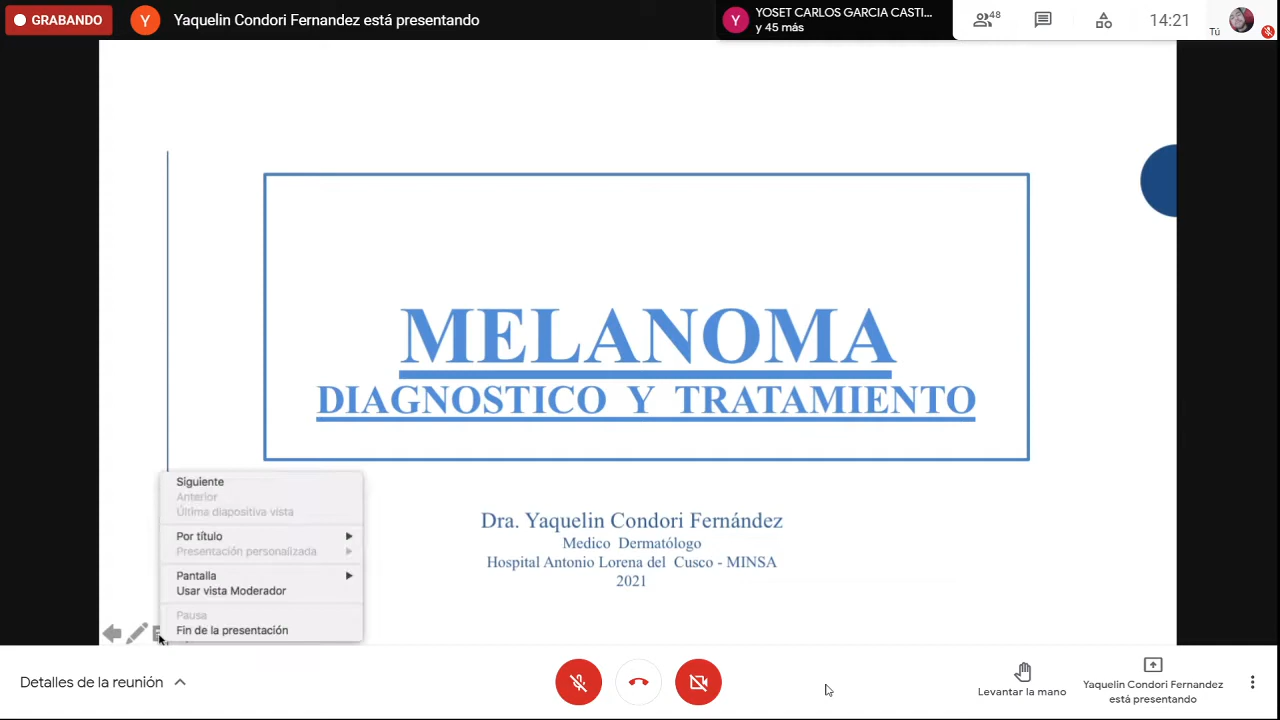 GRABANDO
Y
Yaquelin Condori Fernandez está presentando
Y
YOSET CARLOS GARCIA CASTI...
y 45 más
48
14:21
Tú
MELANOMA
DIAGNOSTICO Y TRATAMIENTO
Dra. Yaquelin Condori Fernández
Medico Dermatólogo
Hospital Antonio Lorena del Cusco - MINSA
2021
Siguiente
Anterior
Última diapositiva vista
Por título
Presentación personalizada
Pantalla
Usar vista Moderador
Pausa
Fin de la presentación
Detalles de la reunión
Levantar la mano
Yaquelin Condori Fernandez
está presentando